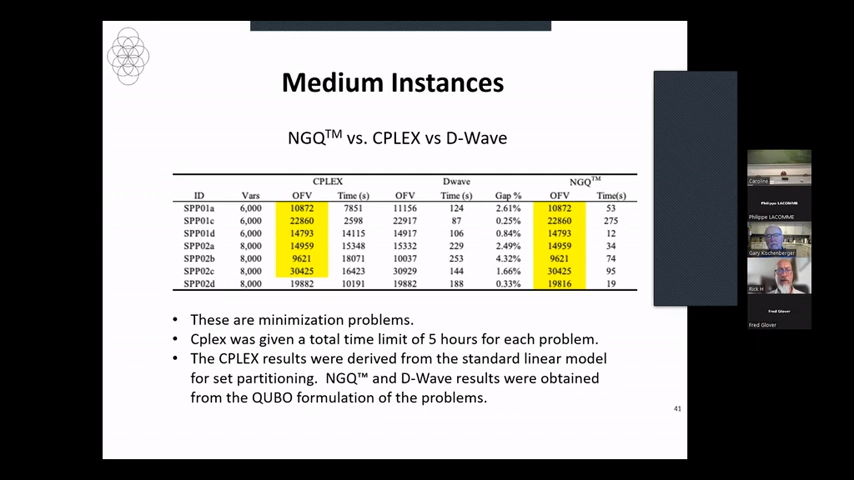 Medium Instances
NGQ™ vs. CPLEX vs D-Wave
CPLEX Dwave NGQ™
ID Vars OFV Time (s) OFV Time (s) Gap % OFV Time(s)
SPP01a 6,000 10872 7851 11156 124 2.61% 10872 53
SPP01c 6,000 22860 2598 22917 87 0.25% 22860 275
SPP01d 6,000 14793 14115 14917 106 0.84% 14793 12
SPP02a 8,000 14959 15348 15332 229 2.49% 14959 34
SPP02b 8,000 9621 18071 10037 253 4.32% 9621 74
SPP02c 8,000 30425 16423 30929 144 1.66% 30425 95
SPP02d 8,000 19882 10191 19882 188 0.33% 19816 19
• These are minimization problems.
• Cplex was given a total time limit of 5 hours for each problem.
• The CPLEX results were derived from the standard linear model
for set partitioning. NGQ™ and D-Wave results were obtained
from the QUBO formulation of the problems.
41
Caroline
Philippe LACOMME
Philippe LACOMME
Gary Kochenberger
Rick H
Fred Glover
Fred Glover